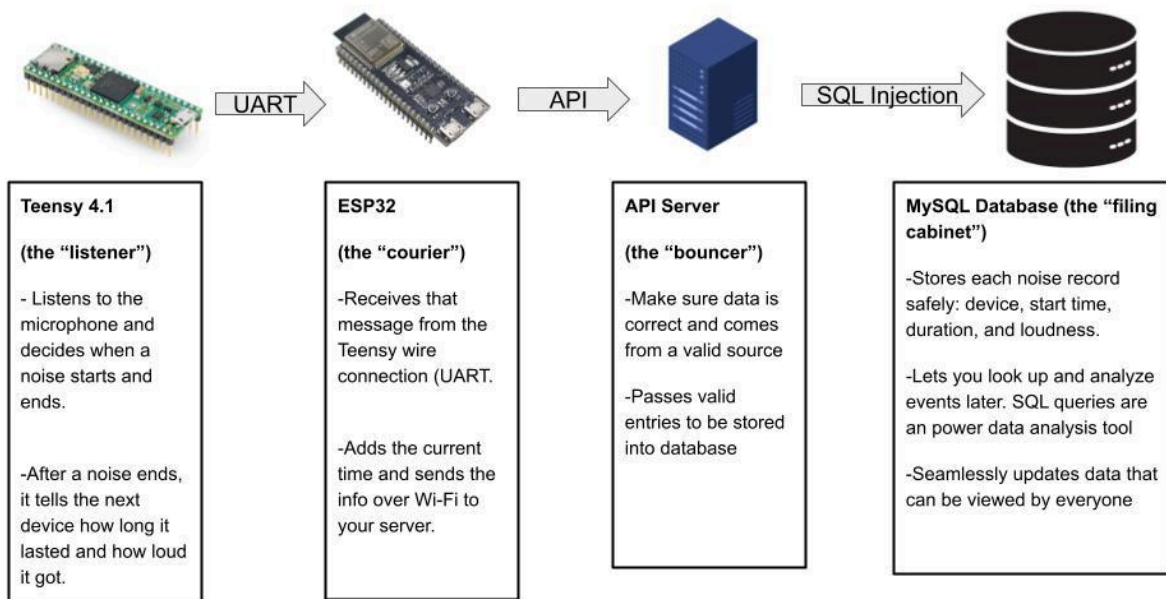 UART
API
SQL Injection
Teensy 4.1
(the “listener”)
- Listens to the
microphone and
decides when a
noise starts and
ends.
-After a noise ends,
it tells the next
device how long it
lasted and how loud
it got.
ESP32
(the “courier”)
-Receives that
message from the
Teensy wire
connection (UART.
-Adds the current
time and sends the
info over Wi-Fi to
your server.
API Server
(the “bouncer”)
-Make sure data is
correct and comes
from a valid source
-Passes valid
entries to be stored
into database
MySQL Database (the “filing
cabinet”)
-Stores each noise record
safely: device, start time,
duration, and loudness.
-Lets you look up and analyze
events later. SQL queries are
an power data analysis tool
-Seamlessly updates data that
can be viewed by everyone